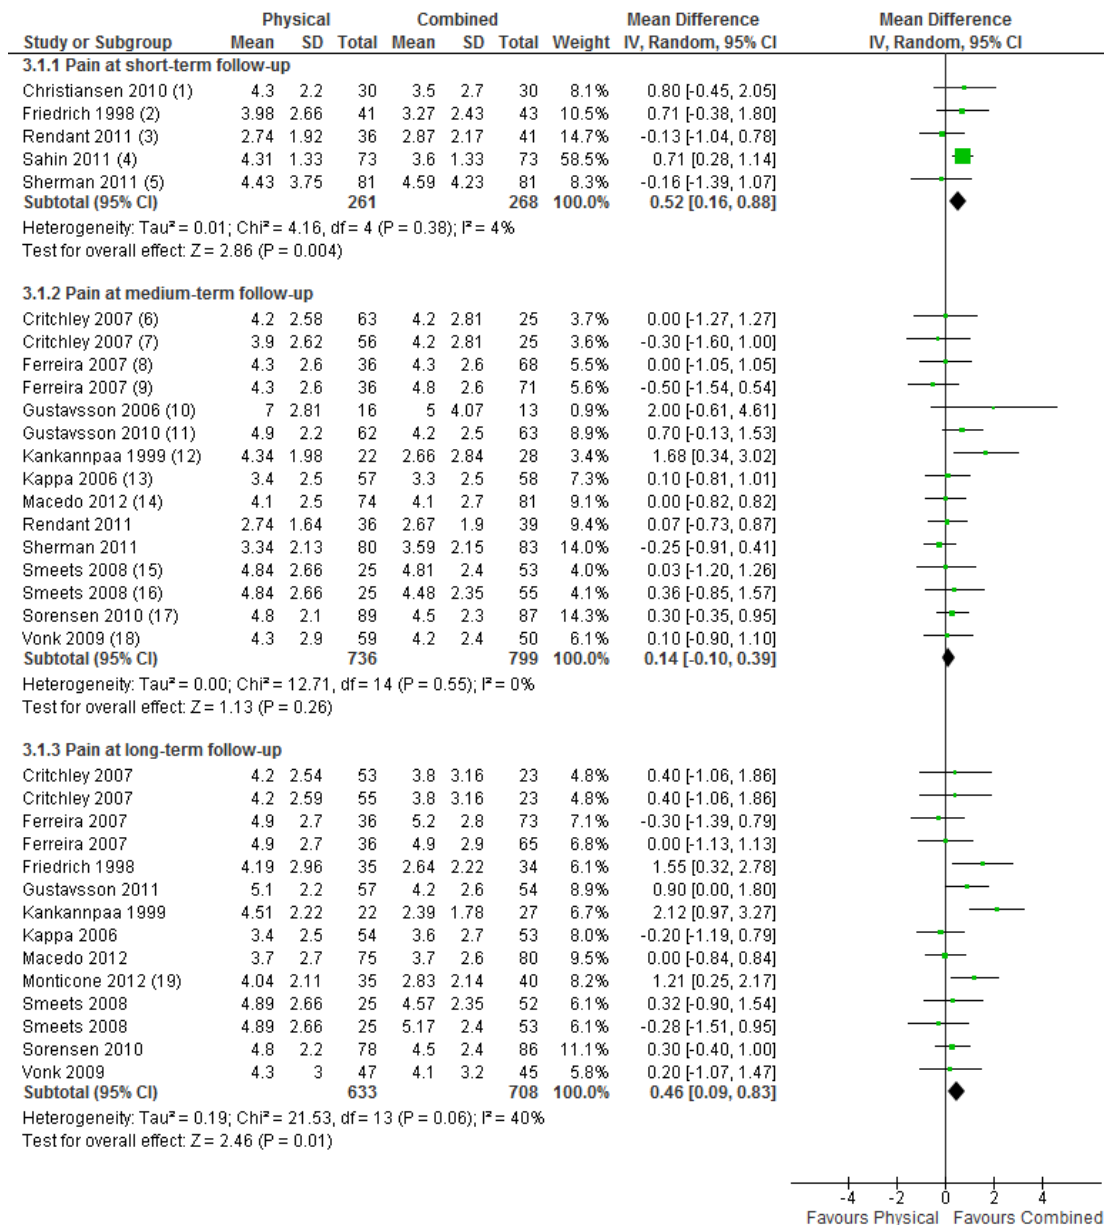 Physical Combined Mean Difference Mean Difference
Study or Subgroup Mean SD Total Mean SD Total Weight IV, Random, 95% CI IV, Random, 95% CI
3.1.1 Pain at short-term follow-up
Christiansen 2010 (1) 4.3 2.2 30 3.5 2.7 30 8.1% 0.80 [-0.45, 2.05]
Friedrich 1998 (2) 3.98 2.66 41 3.27 2.43 43 10.5% 0.71 [-0.38, 1.80]
Rendant 2011 (3) 2.74 1.92 36 2.87 2.17 41 14.7% -0.13 [-1.04, 0.78]
Sahin 2011 (4) 4.31 1.33 73 3.6 1.33 73 58.5% 0.71 [0.28, 1.14]
Sherman 2011 (5) 4.43 3.75 81 4.59 4.23 81 8.3% -0.16 [-1.39, 1.07]
Subtotal (95% CI) 261 268 100.0% 0.52 [0.16, 0.88]
Heterogeneity: Tau² = 0.01; Chi² = 4.16, df = 4 (P = 0.38); I² = 4%
Test for overall effect: Z = 2.86 (P = 0.004)
3.1.2 Pain at medium-term follow-up
Critchley 2007 (6) 4.2 2.58 63 4.2 2.81 25 3.7% 0.00 [-1.27, 1.27]
Critchley 2007 (7) 3.9 2.62 56 4.2 2.81 25 3.6% -0.30 [-1.60, 1.00]
Ferreira 2007 (8) 4.3 2.6 36 4.3 2.6 68 5.5% 0.00 [-1.05, 1.05]
Ferreira 2007 (9) 4.3 2.6 36 4.8 2.6 71 5.6% -0.50 [-1.54, 0.54]
Gustavsson 2006 (10) 7 2.81 16 5 4.07 13 0.9% 2.00 [-0.61, 4.61]
Gustavsson 2010 (11) 4.9 2.2 62 4.2 2.5 63 8.9% 0.70 [-0.13, 1.53]
Kankannpaa 1999 (12) 4.34 1.98 22 2.66 2.84 28 3.4% 1.68 [0.34, 3.02]
Kappa 2006 (13) 3.4 2.5 57 3.3 2.5 58 7.3% 0.10 [-0.81, 1.01]
Macedo 2012 (14) 4.1 2.5 74 4.1 2.7 81 9.1% 0.00 [-0.82, 0.82]
Rendant 2011 2.74 1.64 36 2.67 1.9 39 9.4% 0.07 [-0.73, 0.87]
Sherman 2011 3.34 2.13 80 3.59 2.15 83 14.0% -0.25 [-0.91, 0.41]
Smeets 2008 (15) 4.84 2.66 25 4.81 2.4 53 4.0% 0.03 [-1.20, 1.26]
Smeets 2008 (16) 4.84 2.66 25 4.48 2.35 55 4.1% 0.36 [-0.85, 1.57]
Sorensen 2010 (17) 4.8 2.1 89 4.5 2.3 87 14.3% 0.30 [-0.35, 0.95]
Vonk 2009 (18) 4.3 2.9 59 4.2 2.4 50 6.1% 0.10 [-0.90, 1.10]
Subtotal (95% CI) 736 799 100.0% 0.14 [-0.10, 0.39]
Heterogeneity: Tau² = 0.00; Chi² = 12.71, df = 14 (P = 0.55); I² = 0%
Test for overall effect: Z = 1.13 (P = 0.26)
3.1.3 Pain at long-term follow-up
Critchley 2007 4.2 2.54 53 3.8 3.16 23 4.8% 0.40 [-1.06, 1.86]
Critchley 2007 4.2 2.59 55 3.8 3.16 23 4.8% 0.40 [-1.06, 1.86]
Ferreira 2007 4.9 2.7 36 5.2 2.8 73 7.1% -0.30 [-1.39, 0.79]
Ferreira 2007 4.9 2.7 36 4.9 2.9 65 6.8% 0.00 [-1.13, 1.13]
Friedrich 1998 4.19 2.96 35 2.64 2.22 34 6.1% 1.55 [0.32, 2.78]
Gustavsson 2011 5.1 2.2 57 4.2 2.6 54 8.9% 0.90 [0.00, 1.80]
Kankannpaa 1999 4.51 2.22 22 2.39 1.78 27 6.7% 2.12 [0.97, 3.27]
Kappa 2006 3.4 2.5 54 3.6 2.7 53 8.0% -0.20 [-1.19, 0.79]
Macedo 2012 3.7 2.7 75 3.7 2.6 80 9.5% 0.00 [-0.84, 0.84]
Monticone 2012 (19) 4.04 2.11 35 2.83 2.14 40 8.2% 1.21 [0.25, 2.17]
Smeets 2008 4.89 2.66 25 4.57 2.35 52 6.1% 0.32 [-0.90, 1.54]
Smeets 2008 4.89 2.66 25 5.17 2.4 53 6.1% -0.28 [-1.51, 0.95]
Sorensen 2010 4.8 2.2 78 4.5 2.4 86 11.1% 0.30 [-0.40, 1.00]
Vonk 2009 4.3 3 47 4.1 3.2 45 5.8% 0.20 [-1.07, 1.47]
Subtotal (95% CI) 633 708 100.0% 0.46 [0.09, 0.83]
Heterogeneity: Tau² = 0.19; Chi² = 21.53, df = 13 (P = 0.06); I² = 40%
Test for overall effect: Z = 2.46 (P = 0.01)
-4 -2 0 2 4
Favours Physical Favours Combined